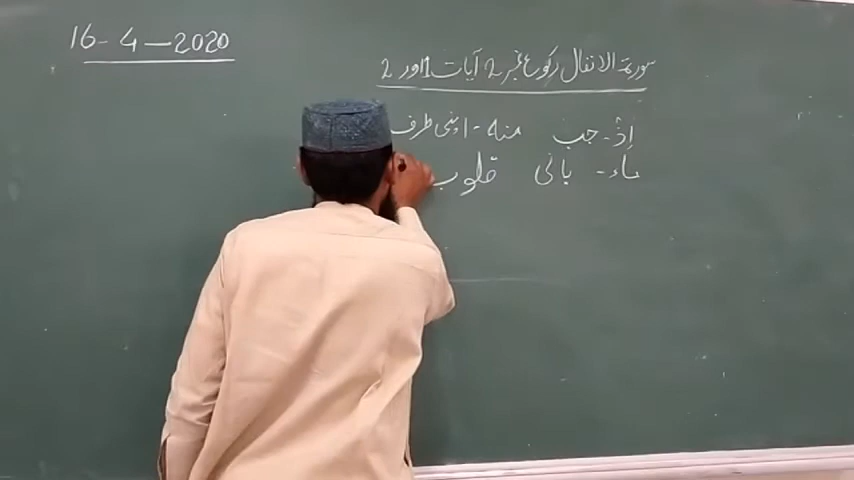 16-4-2020
سورۃ الانفال رکوع نمبر 2 آیات 1 اور 2
اِذْ - جب منہ - اپنی طرف
ماء - پانی قلوب